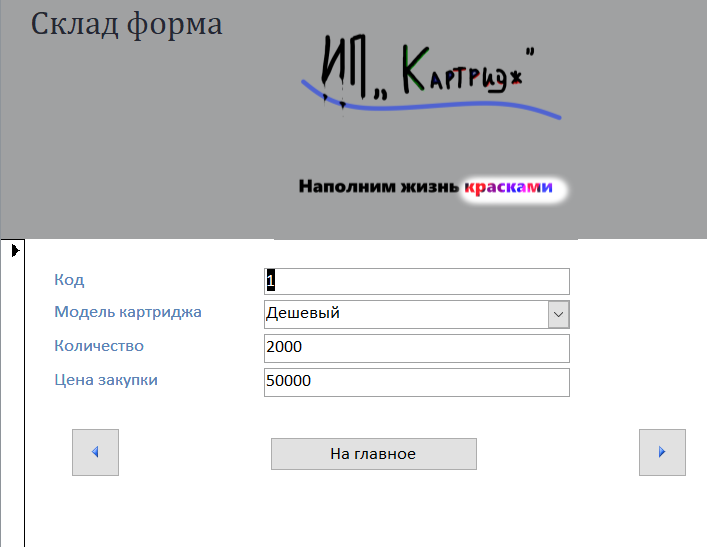 Склад форма
ИП „Картридж"
Наполним жизнь красками
Код 1
Модель картриджа Дешевый
Количество 2000
Цена закупки 50000
На главное